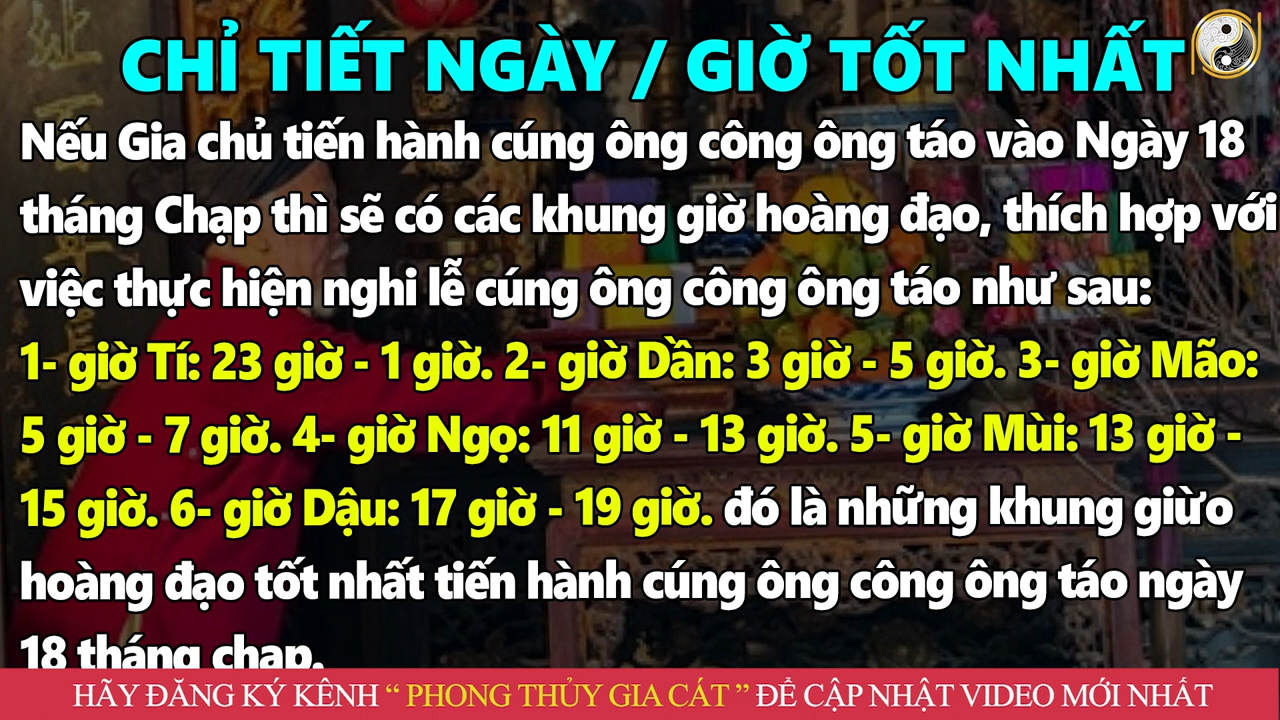 CHỈ TIẾT NGÀY / GIỜ TỐT NHẤT
Nếu Gia chủ tiến hành cúng ông công ông táo vào Ngày 18
tháng Chạp thì sẽ có các khung giờ hoàng đạo, thích hợp với
việc thực hiện nghi lễ cúng ông công ông táo như sau:
1- giờ Tí: 23 giờ - 1 giờ. 2- giờ Dần: 3 giờ - 5 giờ. 3- giờ Mão:
5 giờ - 7 giờ. 4- giờ Ngọ: 11 giờ - 13 giờ. 5- giờ Mùi: 13 giờ -
15 giờ. 6- giờ Dậu: 17 giờ - 19 giờ. đó là những khung giừo
hoàng đạo tốt nhất tiến hành cúng ông công ông táo ngày
18 tháng chạp.
HÃY ĐĂNG KÝ KÊNH “ PHONG THỦY GIA CÁT ” ĐỂ CẬP NHẬT VIDEO MỚI NHẤT